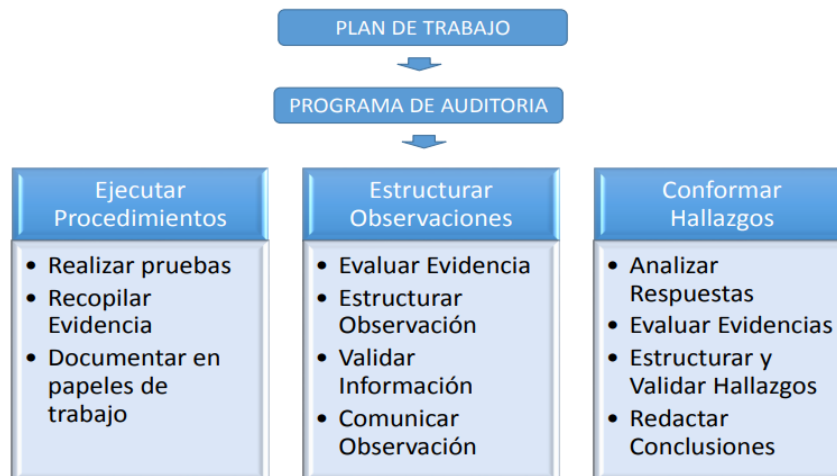 PLAN DE TRABAJO
PROGRAMA DE AUDITORIA
Ejecutar
Procedimientos
• Realizar pruebas
• Recopilar
Evidencia
• Documentar en
papeles de
trabajo
Estructurar
Observaciones
• Evaluar Evidencia
• Estructurar
Observación
• Validar
Información
• Comunicar
Observación
Conformar
Hallazgos
• Analizar
Respuestas
• Evaluar Evidencias
• Estructurar y
Validar Hallazgos
• Redactar
Conclusiones